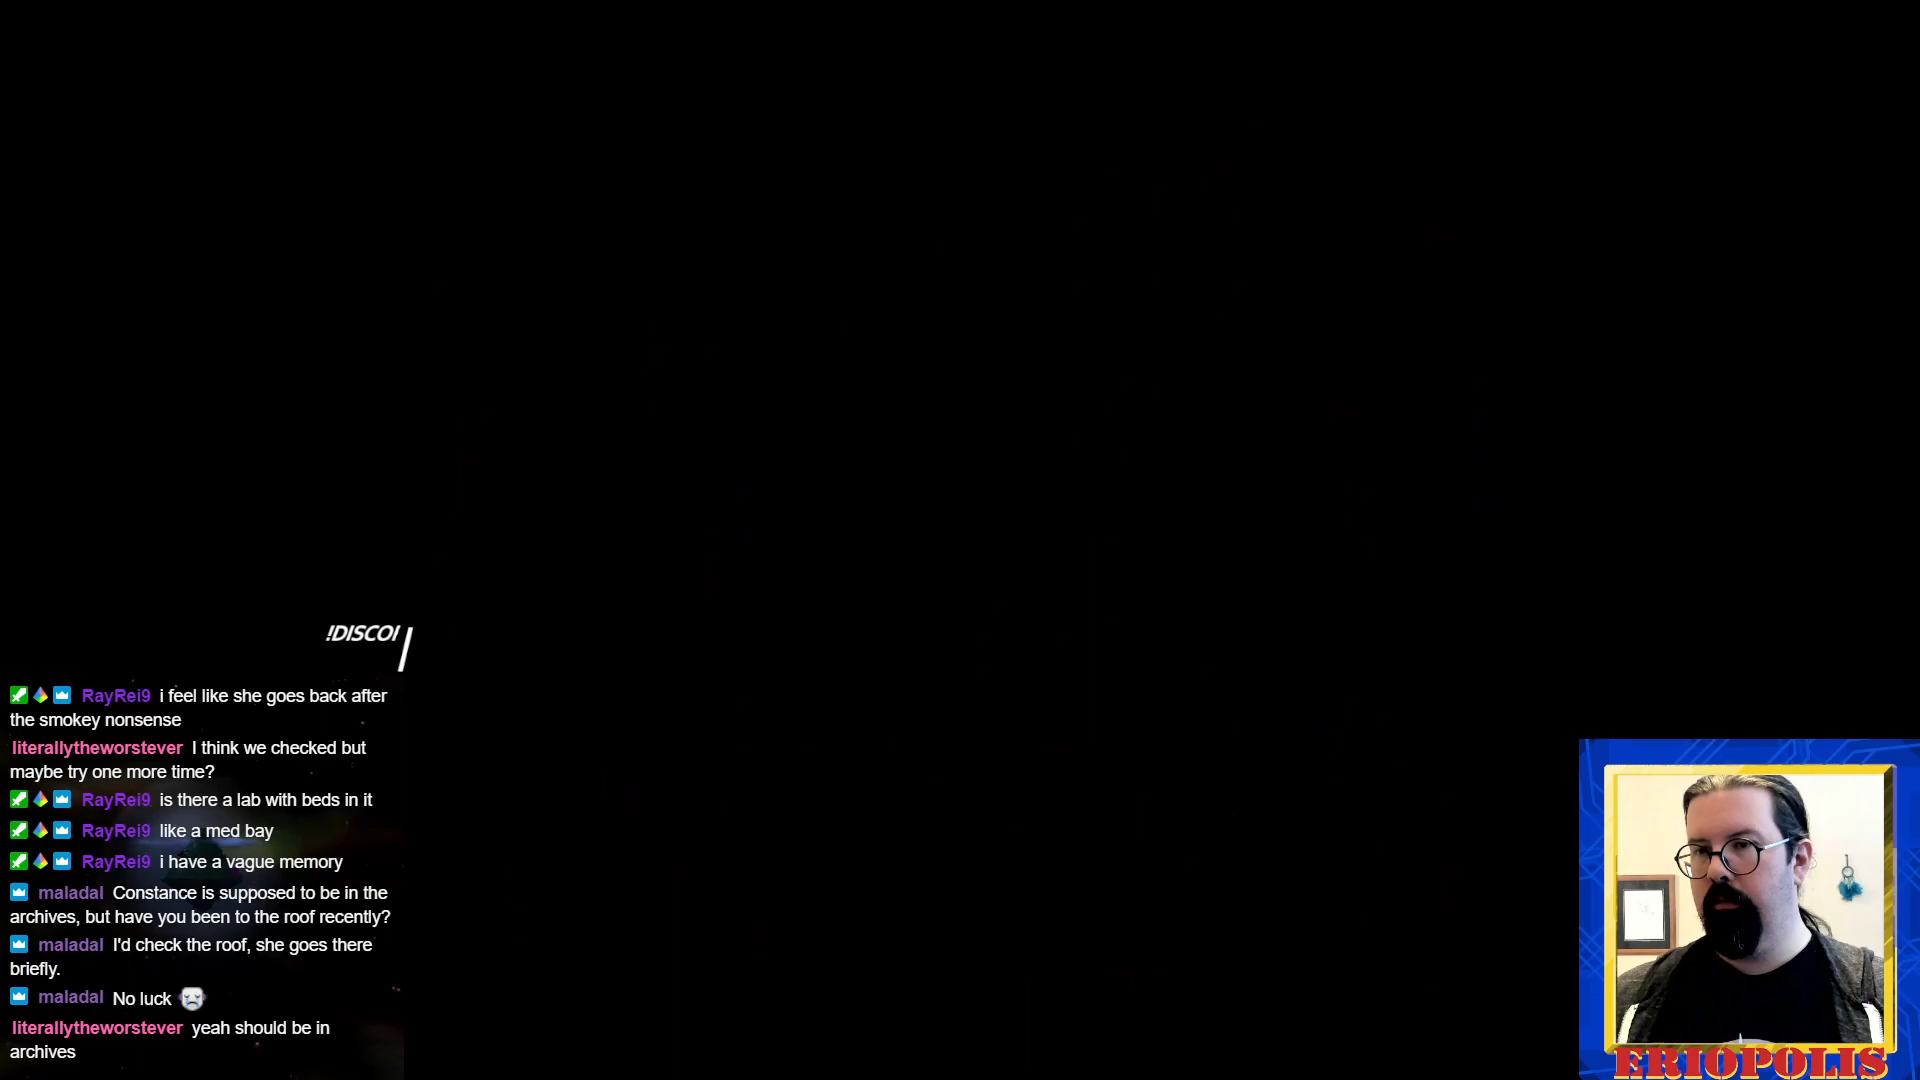 !DISCO!
RayRei9 i feel like she goes back after
the smokey nonsense
literallytheworstever I think we checked but
maybe try one more time?
RayRei9 is there a lab with beds in it
RayRei9 like a med bay
RayRei9 i have a vague memory
maladal Constance is supposed to be in the
archives, but have you been to the roof recently?
maladal I'd check the roof, she goes there
briefly.
maladal No luck
literallytheworstever yeah should be in
archives
ERIOPOLIS